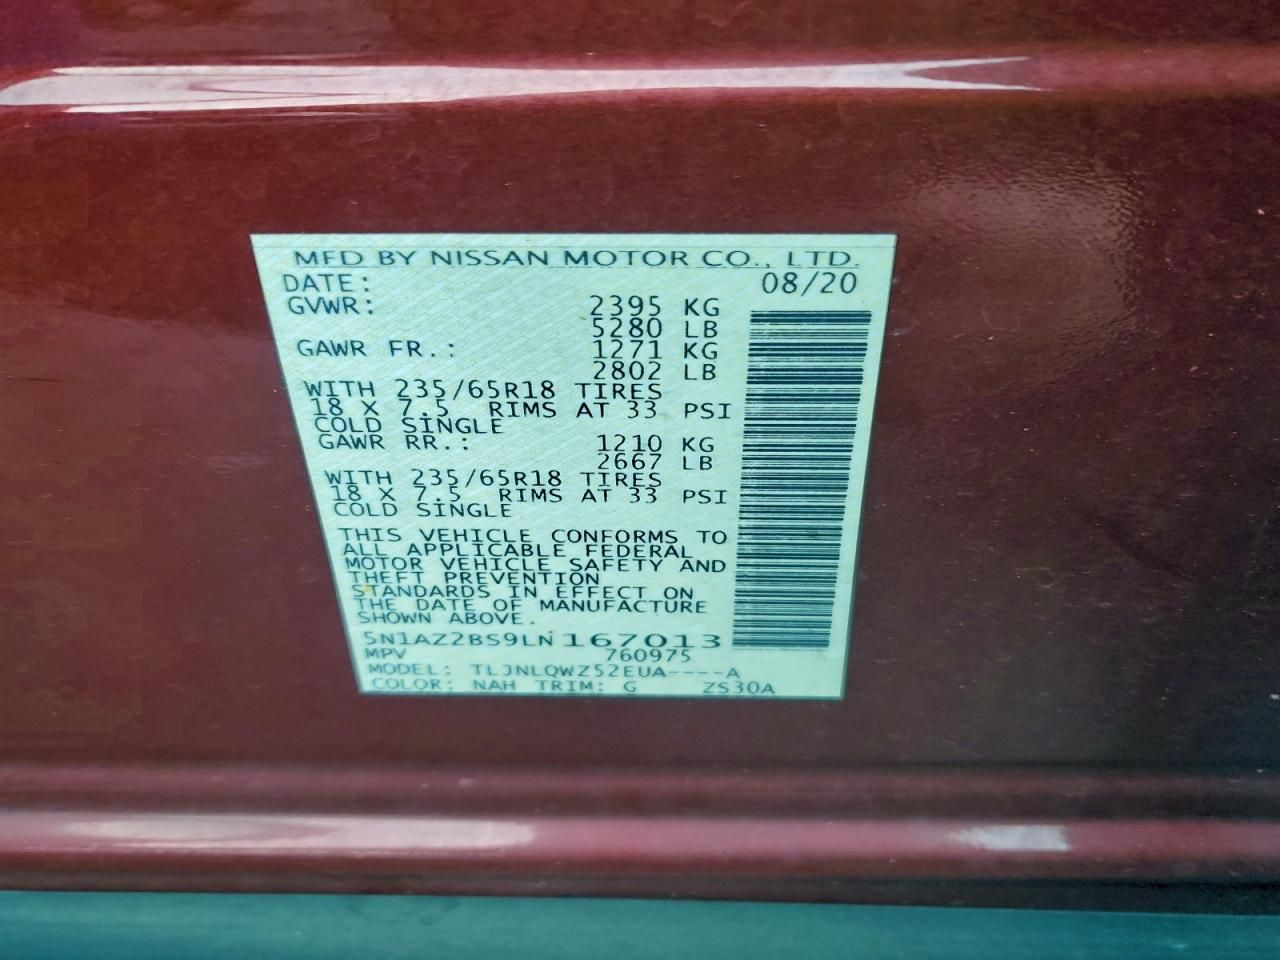 MFD BY NISSAN MOTOR CO., LTD.
DATE: 08/20
GVWR: 2395 KG
5280 LB
GAWR FR.: 1271 KG
2802 LB
WITH 235/65R18 TIRES
18 X 7.5 RIMS AT 33 PSI
COLD SINGLE
GAWR RR.: 1210 KG
2667 LB
WITH 235/65R18 TIRES
18 X 7.5 RIMS AT 33 PSI
COLD SINGLE
THIS VEHICLE CONFORMS TO
ALL APPLICABLE FEDERAL
MOTOR VEHICLE SAFETY AND
THEFT PREVENTION
STANDARDS IN EFFECT ON
THE DATE OF MANUFACTURE
SHOWN ABOVE.
5N1AZ2BS9LN167013
MPV 760975
MODEL: TLJNLQWZ52EUA----A
COLOR: NAH TRIM: G ZS30A